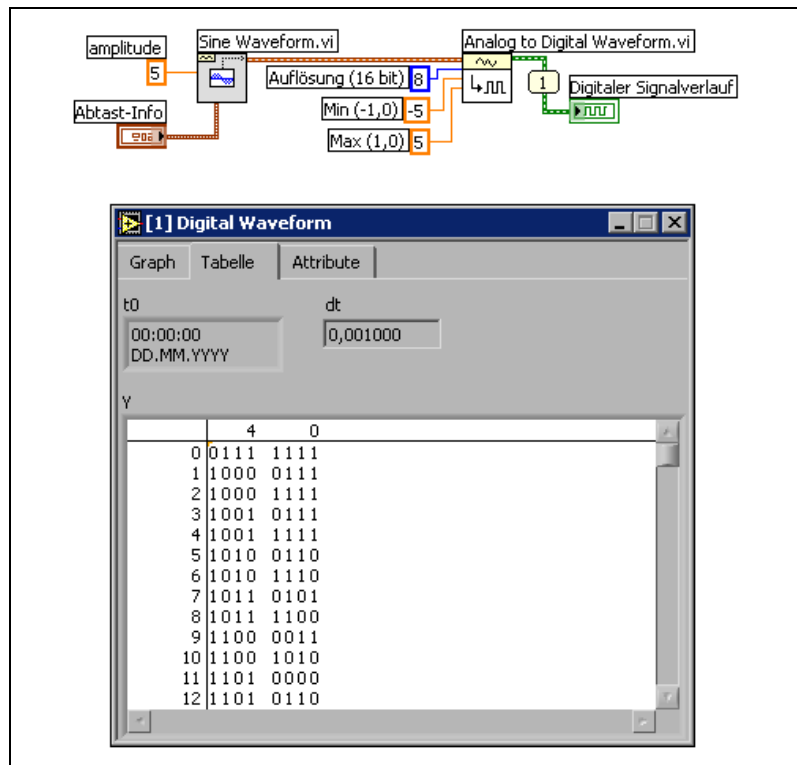 amplitude
Sine Waveform.vi
Analog to Digital Waveform.vi
5
Auflösung (16 bit) 8
1
Digitaler Signalverlauf
Abtast-Info
Min (-1,0) -5
Max (1,0) 5
[1] Digital Waveform
Graph Tabelle Attribute
t0 dt
00:00:00 0,001000
DD.MM.YYYY
Y
4 0
0 0111 1111
1 1000 0111
2 1000 1111
3 1001 0111
4 1001 1111
5 1010 0110
6 1010 1110
7 1011 0101
8 1011 1100
9 1100 0011
10 1100 1010
11 1101 0000
12 1101 0110